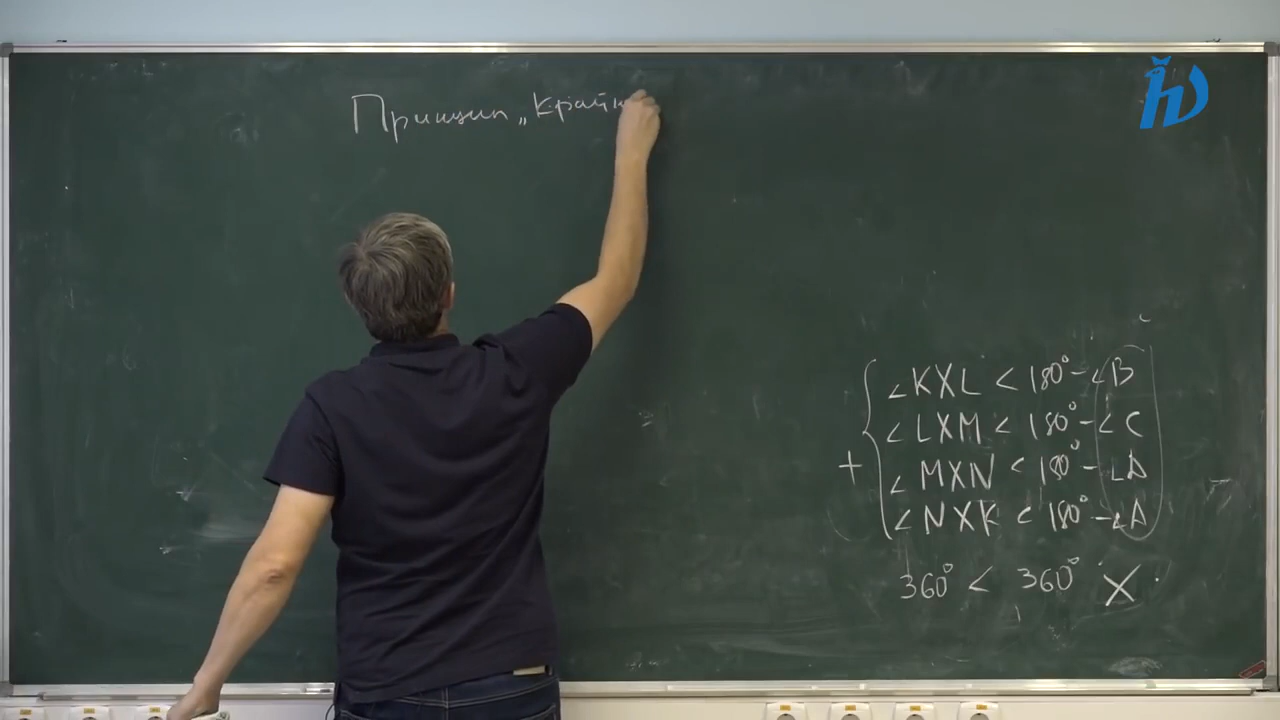 Принцип „Крайн
∠KXL < 180° - ∠B
∠LXM < 180° - ∠C
+
∠MXN < 180° - ∠D
∠NXK < 180° - ∠A
360° < 360° X